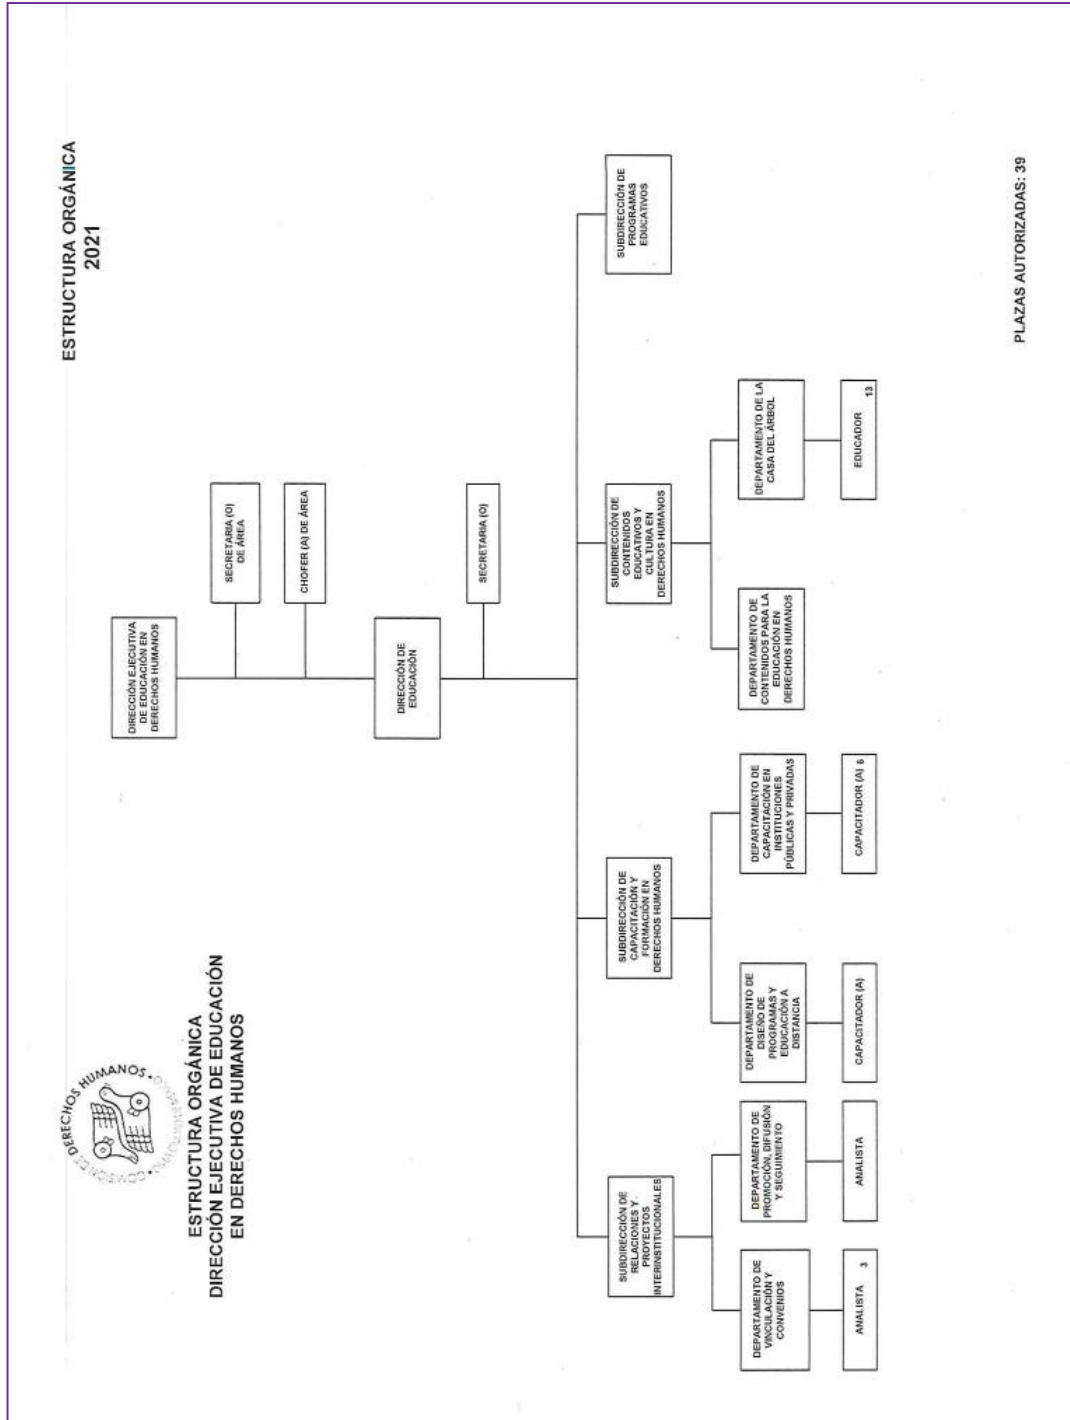 DERECHOS HUMANOS
ESTRUCTURA ORGÁNICA
DIRECCIÓN EJECUTIVA DE EDUCACIÓN
EN DERECHOS HUMANOS
ESTRUCTURA ORGÁNICA
2021
DIRECCIÓN EJECUTIVA
DE EDUCACIÓN EN
DERECHOS HUMANOS
SECRETARIA (O)
DE ÁREA
CHOFER (A) DE ÁREA
DIRECCIÓN DE
EDUCACIÓN
SECRETARIA (O)
SUBDIRECCIÓN DE
RELACIONES Y
PROYECTOS
INTERINSTITUCIONALES
SUBDIRECCIÓN DE
CAPACITACIÓN Y
FORMACIÓN EN
DERECHOS HUMANOS
SUBDIRECCIÓN DE
CONTENIDOS
EDUCATIVOS Y
CULTURA EN
DERECHOS HUMANOS
SUBDIRECCIÓN DE
PROGRAMAS
EDUCATIVOS
DEPARTAMENTO DE
VINCULACIÓN Y
CONVENIOS
DEPARTAMENTO DE
PROMOCIÓN, DIFUSIÓN
Y SEGUIMIENTO
DEPARTAMENTO DE
DISEÑO DE
PROGRAMAS Y
EDUCACIÓN A
DISTANCIA
DEPARTAMENTO DE
CAPACITACIÓN EN
INSTITUCIONES
PÚBLICAS Y PRIVADAS
DEPARTAMENTO DE
CONTENIDOS PARA LA
EDUCACIÓN EN
DERECHOS HUMANOS
DEPARTAMENTO DE LA
CASA DEL ÁRBOL
ANALISTA 3
ANALISTA
CAPACITADOR (A)
CAPACITADOR (A) 6
EDUCADOR 13
PLAZAS AUTORIZADAS: 39